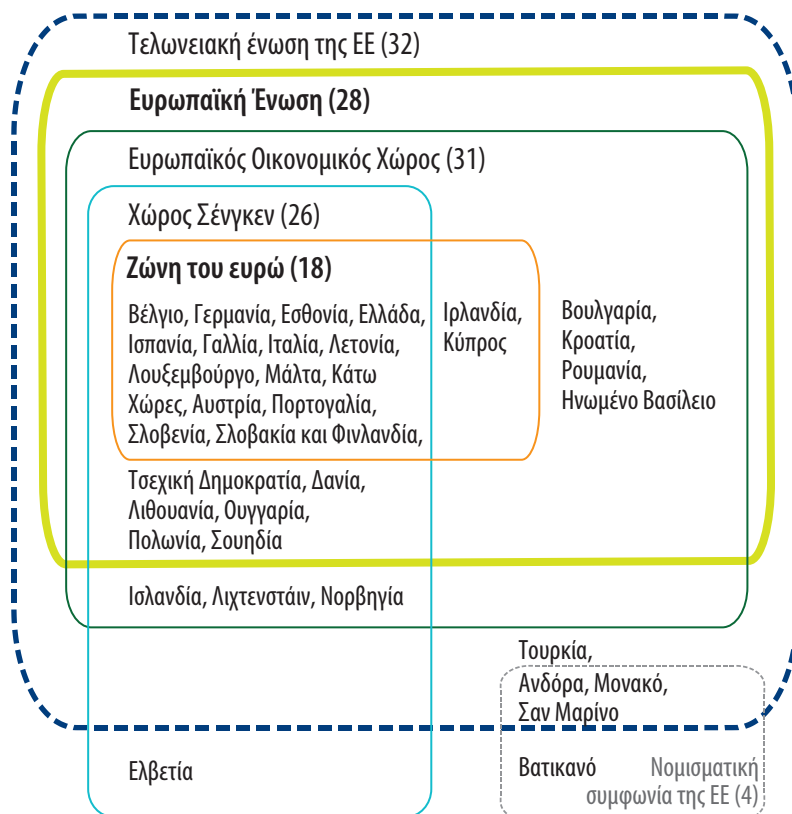 Τελωνειακή ένωση της ΕΕ (32)
Ευρωπαϊκή Ένωση (28)
Ευρωπαϊκός Οικονομικός Χώρος (31)
Χώρος Σένγκεν (26)
Ζώνη του ευρώ (18)
Βέλγιο, Γερμανία, Εσθονία, Ελλάδα,
Ισπανία, Γαλλία, Ιταλία, Λετονία,
Λουξεμβούργο, Μάλτα, Κάτω
Χώρες, Αυστρία, Πορτογαλία,
Σλοβενία, Σλοβακία και Φινλανδία,
Ιρλανδία,
Κύπρος
Βουλγαρία,
Κροατία,
Ρουμανία,
Ηνωμένο Βασίλειο
Τσεχική Δημοκρατία, Δανία,
Λιθουανία, Ουγγαρία,
Πολωνία, Σουηδία
Ισλανδία, Λιχτενστάιν, Νορβηγία
Τουρκία,
Ανδόρα, Μονακό,
Σαν Μαρίνο
Ελβετία
Βατικανό
Νομισματική
συμφωνία της ΕΕ (4)